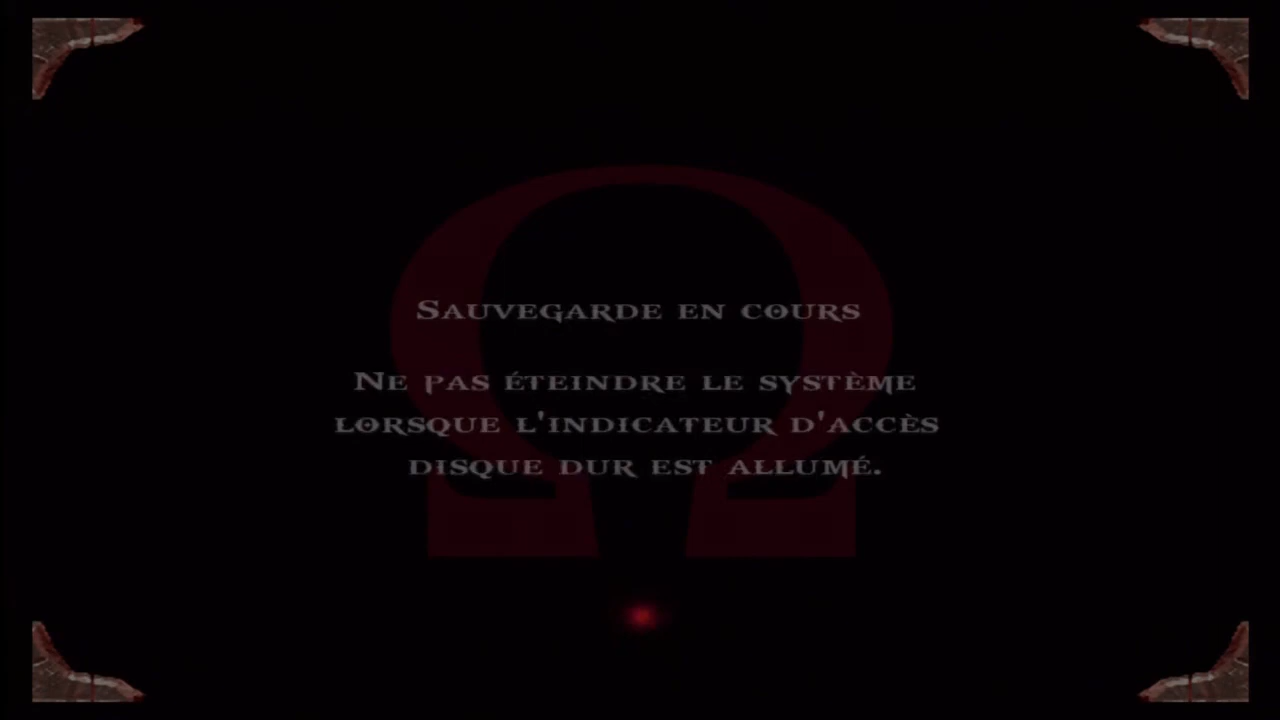 Sauvegarde en cours
Ne pas éteindre le système
lorsque l'indicateur d'accès
disque dur est allumé.